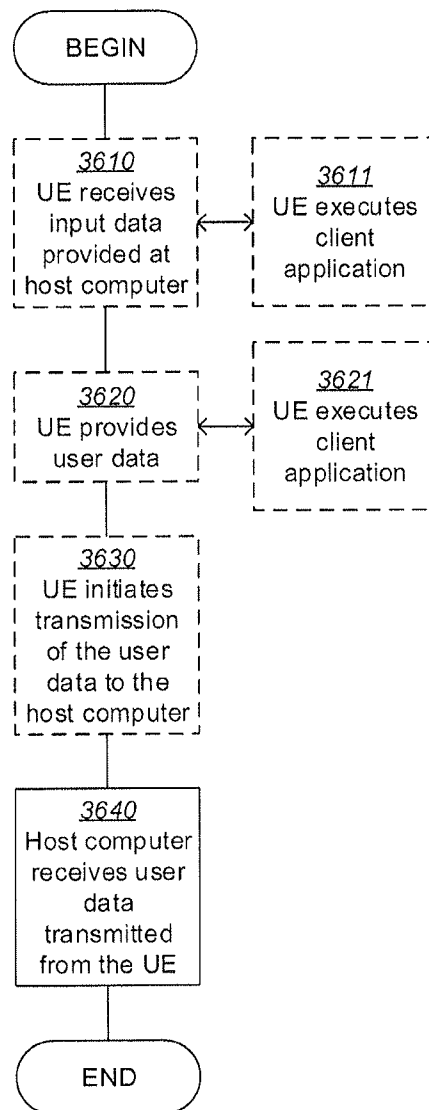 BEGIN
3610
UE receives
input data
provided at
host computer
3611
UE executes
client
application
3620
UE provides
user data
3621
UE executes
client
application
3630
UE initiates
transmission
of the user
data to the
host computer
3640
Host computer
receives user
data
transmitted
from the UE
END